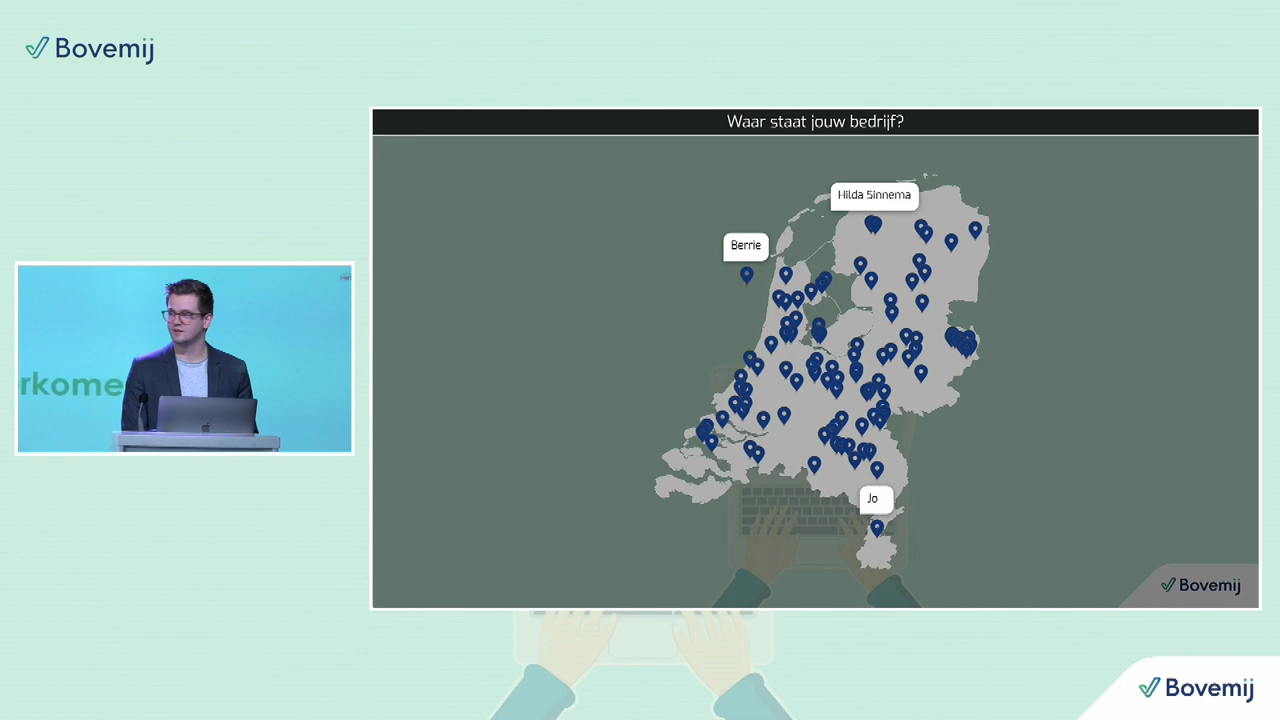 Bovemij
Waar staat jouw bedrijf?
Hilda Sinnema
Berrie
rkome
Jo
Bovemij
Bovemij